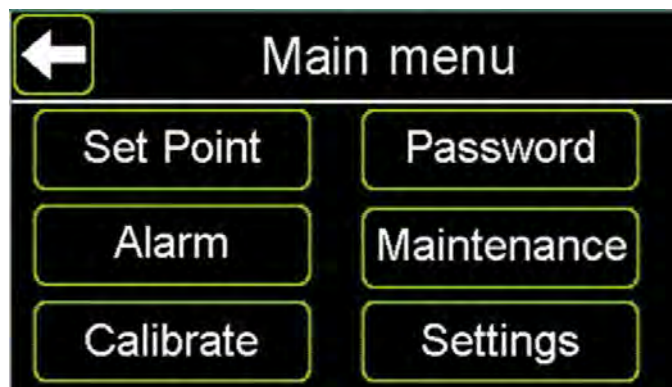 Main menu
Set Point Password
Alarm Maintenance
Calibrate Settings